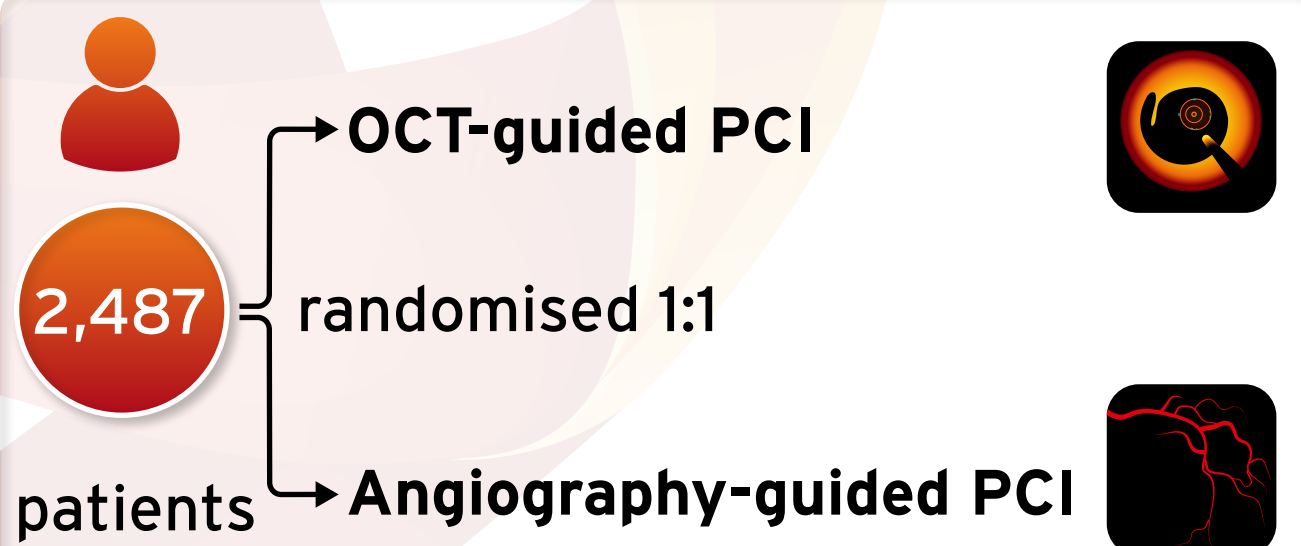 OCT-guided PCI
2,487
randomised 1:1
patients
Angiography-guided PCI